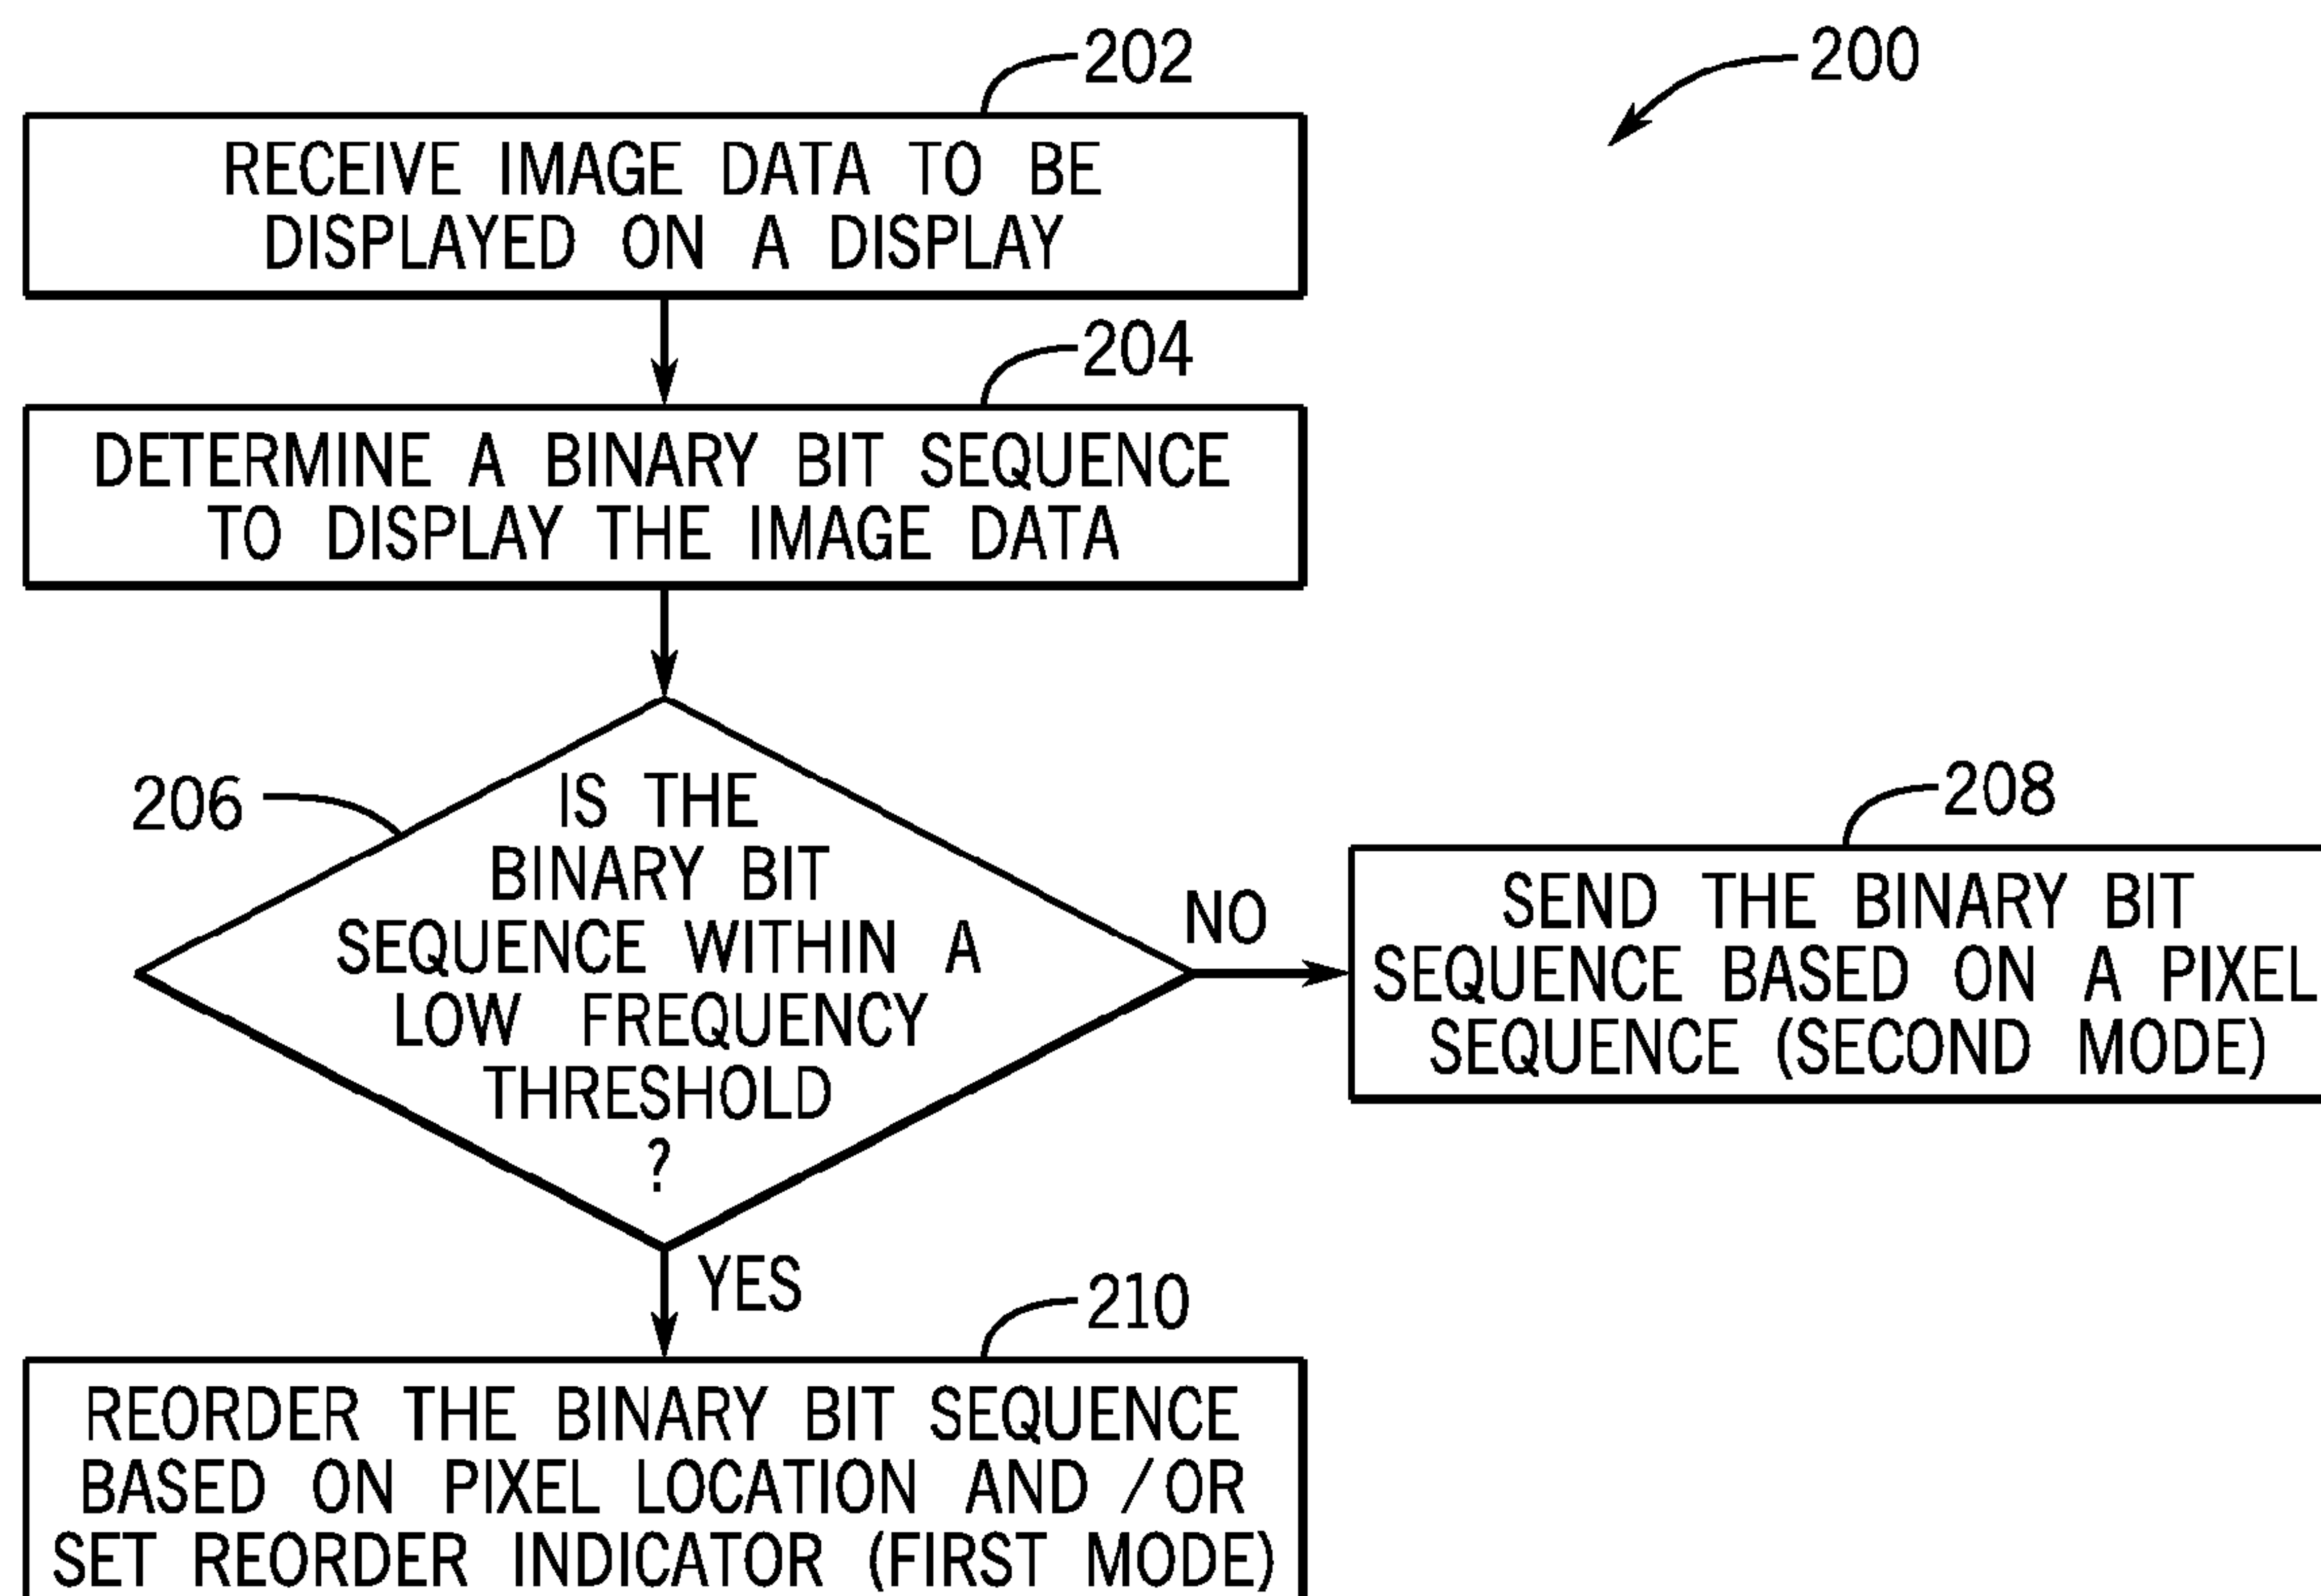 202
200
RECEIVE IMAGE DATA TO BE
DISPLAYED ON A DISPLAY
204
DETERMINE A BINARY BIT SEQUENCE
TO DISPLAY THE IMAGE DATA
206
IS THE
BINARY BIT
SEQUENCE WITHIN A
LOW FREQUENCY
THRESHOLD
?
NO
208
SEND THE BINARY BIT
SEQUENCE BASED ON A PIXEL
SEQUENCE (SECOND MODE)
YES
210
REORDER THE BINARY BIT SEQUENCE
BASED ON PIXEL LOCATION AND /OR
SET REORDER INDICATOR (FIRST MODE)